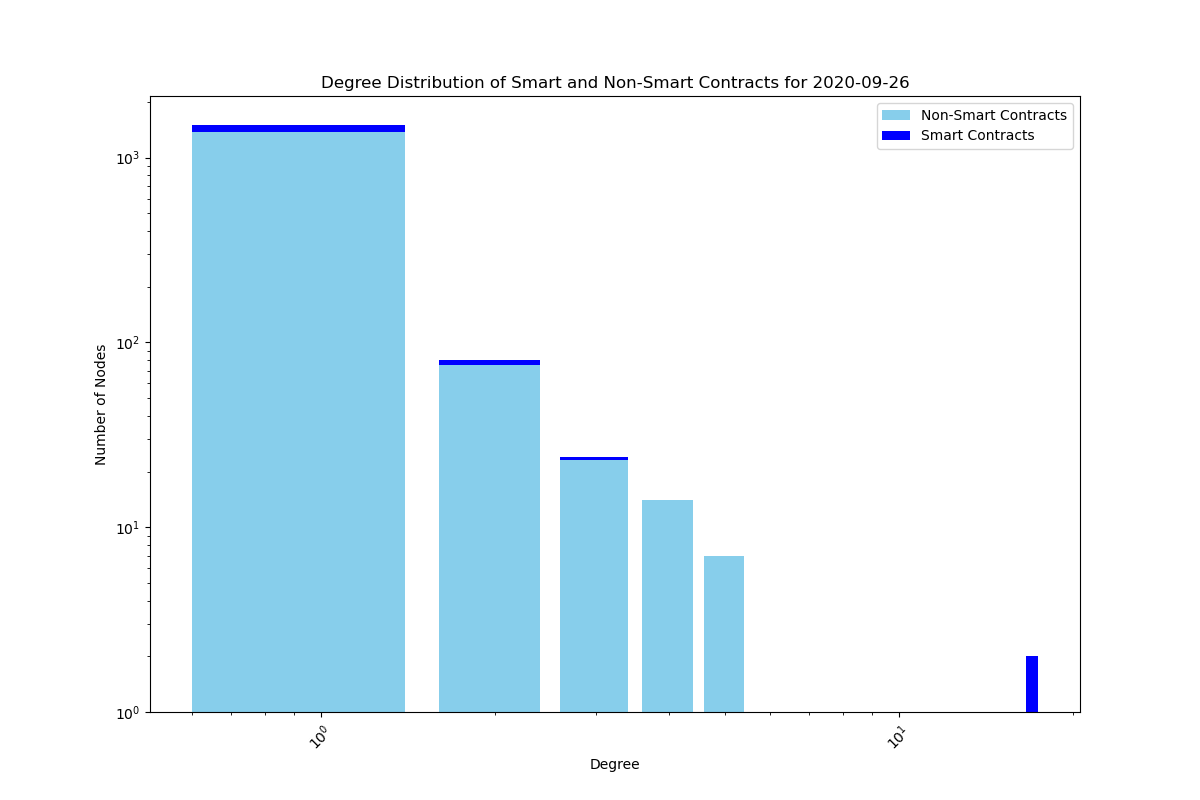 Degree Distribution of Smart and Non-Smart Contracts for 2020-09-26
Non-Smart Contracts
Smart Contracts
Number of Nodes
10³
10²
10¹
10⁰
10⁰
10¹
Degree